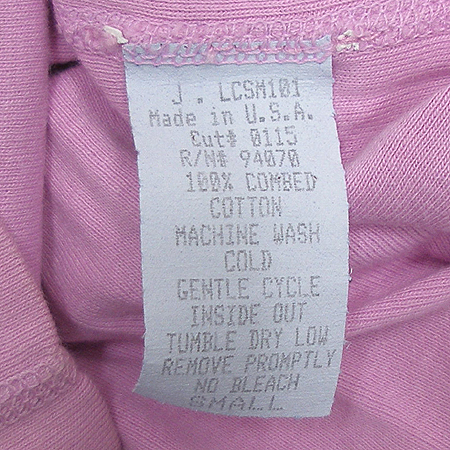 J . LCSM101
Made in U.S.A.
Cut# 0115
R/N# 94070
100% COMBED
COTTON
MACHINE WASH
COLD
GENTLE CYCLE
INSIDE OUT
TUMBLE DRY LOW
REMOVE PROMPTLY
NO BLEACH
SMALL